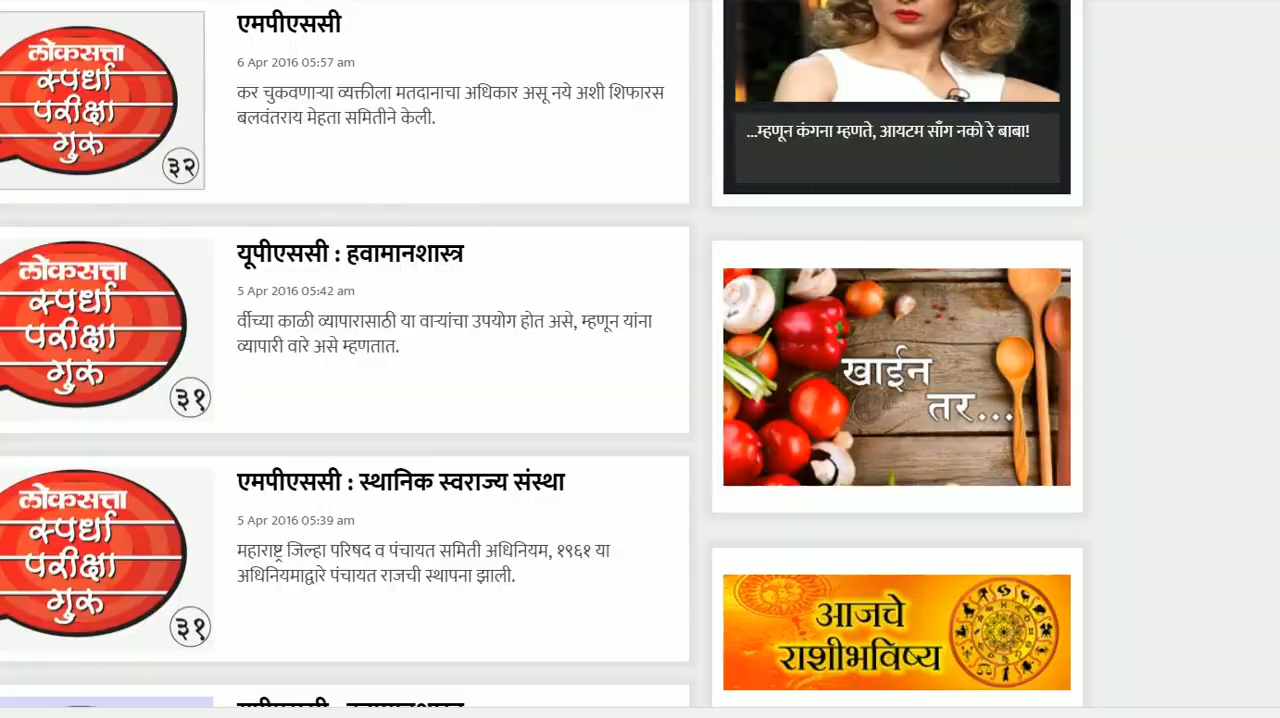 लोकसत्ता
स्पर्धा
परीक्षा
गुरू
३२
एमपीएससी
6 Apr 2016 05:57 am
कर चुकवणाऱ्या व्यक्तीला मतदानाचा अधिकार असू नये अशी शिफारस
बलवंतराय मेहता समितीने केली.
लोकसत्ता
स्पर्धा
परीक्षा
गुरू
३१
यूपीएससी : हवामानशास्त्र
5 Apr 2016 05:42 am
र्वीच्या काळी व्यापारासाठी या वाऱ्यांचा उपयोग होत असे, म्हणून यांना
व्यापारी वारे असे म्हणतात.
लोकसत्ता
स्पर्धा
परीक्षा
गुरू
३१
एमपीएससी : स्थानिक स्वराज्य संस्था
5 Apr 2016 05:39 am
महाराष्ट्र जिल्हा परिषद व पंचायत समिती अधिनियम, १९६१ या
अधिनियमाद्वारे पंचायत राजची स्थापना झाली.
...म्हणून कंगना म्हणते, आयटम साँग नको रे बाबा!
खाईन
तर...
आजचे
राशीभविष्य